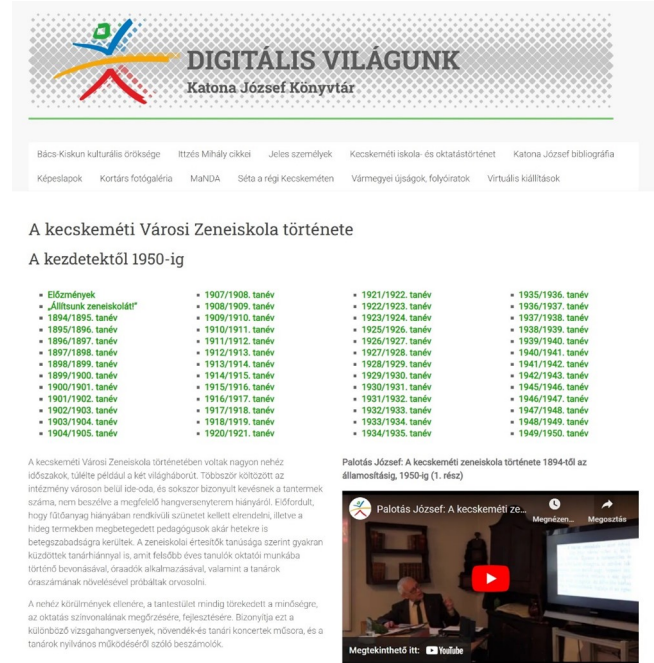 DIGITÁLIS VILÁGUNK
Katona József Könyvtár
Bács-Kiskun kulturális öröksége Ittzés Mihály cikkei Jeles személyek Kecskeméti iskola- és oktatástörténet Katona József bibliográfia
Képeslapok Kortárs fotógaléria MaNDA Séta a régi Kecskeméten Vármegyei újságok, folyóiratok Virtuális kiállítások
A kecskeméti Városi Zeneiskola története
A kezdetektől 1950-ig
Előzmények
„Állítsunk zeneiskolát!"
1894/1895. tanév
1895/1896. tanév
1896/1897. tanév
1897/1898. tanév
1898/1899. tanév
1899/1900. tanév
1900/1901. tanév
1901/1902. tanév
1902/1903. tanév
1903/1904. tanév
1904/1905. tanév
1907/1908. tanév
1908/1909. tanév
1909/1910. tanév
1910/1911. tanév
1911/1912. tanév
1912/1913. tanév
1913/1914. tanév
1914/1915. tanév
1915/1916. tanév
1916/1917. tanév
1917/1918. tanév
1918/1919. tanév
1920/1921. tanév
1921/1922. tanév
1922/1923. tanév
1923/1924. tanév
1925/1926. tanév
1926/1927. tanév
1927/1928. tanév
1928/1929. tanév
1929/1930. tanév
1930/1931. tanév
1931/1932. tanév
1932/1933. tanév
1933/1934. tanév
1934/1935. tanév
1935/1936. tanév
1936/1937. tanév
1937/1938. tanév
1938/1939. tanév
1939/1940. tanév
1940/1941. tanév
1941/1942. tanév
1942/1943. tanév
1945/1946. tanév
1946/1947. tanév
1947/1948. tanév
1948/1949. tanév
1949/1950. tanév
A kecskeméti Városi Zeneiskola történetében voltak nagyon nehéz
időszakok, túlélte például a két világháborút. Többször költözött az
intézmény városon belül ide-oda, és sokszor bizonyult kevésnek a tantermek
száma, nem beszélve a megfelelő hangversenyterem hiányáról. Előfordult,
hogy fűtőanyag hiányában rendkívüli szünetet kellett elrendelni, illetve a
hideg termekben megbetegedett pedagógusok akár hetekre is
betegszabadságra kerültek. A zeneiskolai értesítők tanúsága szerint gyakran
küzdöttek tanárhiánnyal is, amit felsőbb éves tanulók oktatói munkába
történő bevonásával, óraadók alkalmazásával, valamint a tanárok
óraszámának növelésével próbáltak orvosolni.
A nehéz körülmények ellenére, a tantestület mindig törekedett a minőségre,
az oktatás színvonalának megőrzésére, fejlesztésére. Bizonyítja ezt a
különböző vizsgahangversenyek, növendék-és tanári koncertek műsora, és a
tanárok nyilvános működéséről szóló beszámolók.
Palotás József: A kecskeméti zeneiskola története 1894-től az
államosításig, 1950-ig (1. rész)
Palotás József: A kecskeméti ze...
Megnézen...
Megosztás
Megtekinthető itt: YouTube